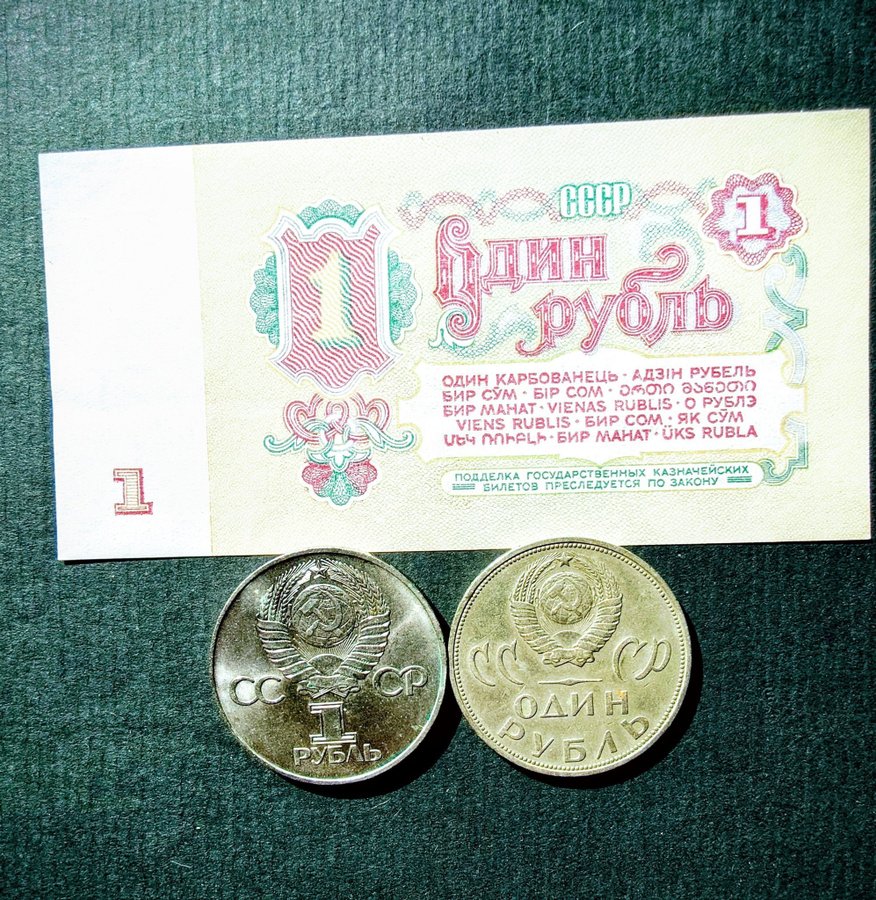 СССР
1
1
Один
рубль
ОДИН КАРБОВАНЕЦЬ · АДЗІН РУБЕЛЬ
БИР СЎМ · БІР СОМ · ᲔᲠᲗᲘ ᲛᲐᲜᲔᲗᲘ
БИР МАНАТ · VIENAS RUBLIS · О РУБЛЭ
VIENS RUBLIS · БИР СОМ · ЯК СЎМ
ՄԵԿ ՌՈՒԲԼԻ · БИР МАНАТ · ÜKS RUBLA
ПОДДЕЛКА ГОСУДАРСТВЕННЫХ КАЗНАЧЕЙСКИХ
БИЛЕТОВ ПРЕСЛЕДУЕТСЯ ПО ЗАКОНУ
1
СС СР
1
РУБЛЬ
СС СР
ОДИН
РУБЛЬ